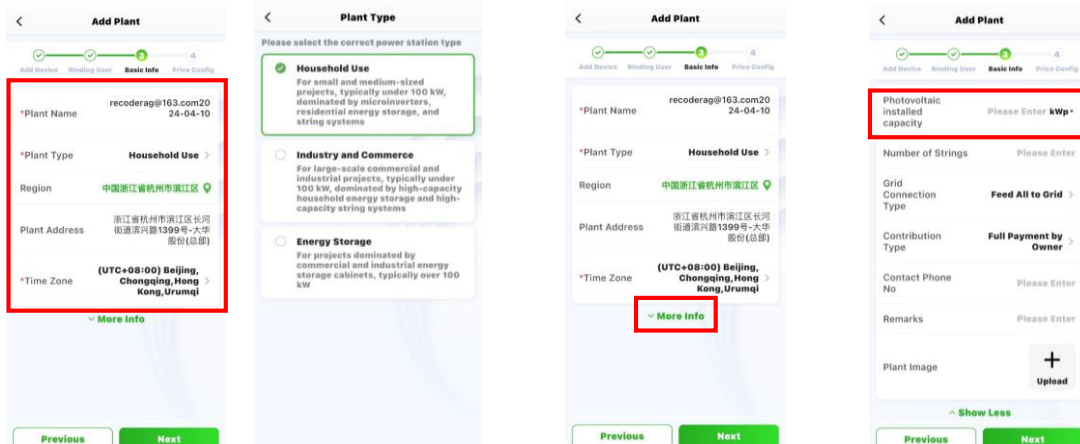 Add Plant
3
4
Add Device
Binding User
Basic Info
Price Config
*Plant Name
recoderag@163.com20
24-04-10
*Plant Type
Household Use
Region
中国浙江省杭州市滨江区
Plant Address
浙江省杭州市滨江区长河
街道滨兴路1399号-大华
股份(总部)
*Time Zone
(UTC+08:00) Beijing,
Chongqing,Hong
Kong,Urumqi
More Info
Previous
Next
Plant Type
Please select the correct power station type
Household Use
For small and medium-sized
projects, typically under 100 kW,
dominated by microinverters,
residential energy storage, and
string systems
Industry and Commerce
For large-scale commercial and
industrial projects, typically under
100 kW, dominated by high-capacity
household energy storage and high-
capacity string systems
Energy Storage
For projects dominated by
commercial and industrial energy
storage cabinets, typically over 100
kW
Add Plant
3
4
Add Device
Binding User
Basic Info
Price Config
*Plant Name
recoderag@163.com20
24-04-10
*Plant Type
Household Use
Region
中国浙江省杭州市滨江区
Plant Address
浙江省杭州市滨江区长河
街道滨兴路1399号-大华
股份(总部)
*Time Zone
(UTC+08:00) Beijing,
Chongqing,Hong
Kong,Urumqi
More Info
Previous
Next
Add Plant
3
4
Add Device
Binding User
Basic Info
Price Config
Photovoltaic
installed
capacity
Please Enter kWp
Number of Strings
Please Enter
Grid
Connection
Type
Feed All to Grid
Contribution
Type
Full Payment by
Owner
Contact Phone
No
Please Enter
Remarks
Please Enter
Plant Image
Upload
Show Less
Previous
Next